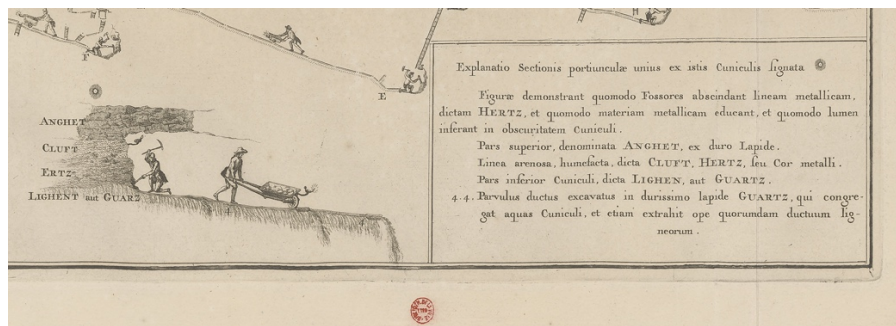 F
E
ANGHET
CLUFT
ERTZ
LIGHENT aut GUARZ
4
4
Explanatio Sectionis portiunculæ unius ex istis Cuniculis signata
Figuræ demonstrant quomodo Fossores abscindant lineam metallicam,
dictam HERTZ, et quomodo materiam metallicam educant, et quomodo lumen
inferant in obscuritatem Cuniculi.
Pars superior, denominata ANGHET, ex duro Lapide.
Linea arenosa, humefacta, dicta CLUFT, HERTZ, seu Cor metalli.
Pars inferior Cuniculi, dicta LIGHEN, aut GUARTZ.
4.4. Parvulus ductus excavatus in durissimo lapide GUARTZ, qui congre-
gat aquas Cuniculi, et etiam extrahit ope quorumdam ductuum lig-
neorum.